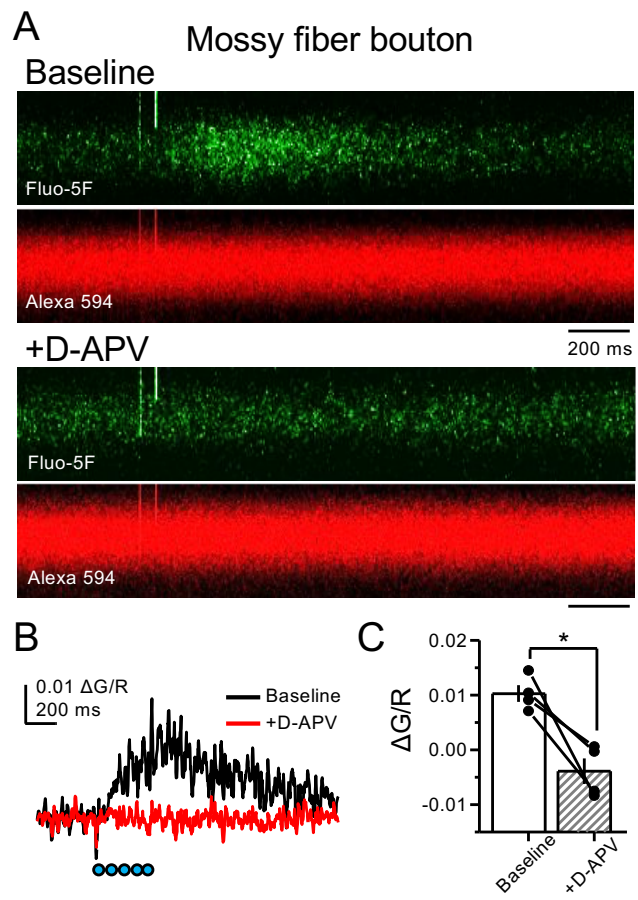 A
Mossy fiber bouton
Baseline
Fluo-5F
Alexa 594
200 ms
+D-APV
Fluo-5F
Alexa 594
B
0.01 ΔG/R
200 ms
Baseline
+D-APV
C
*
0.02
0.01
0.00
-0.01
ΔG/R
Baseline
+D-APV